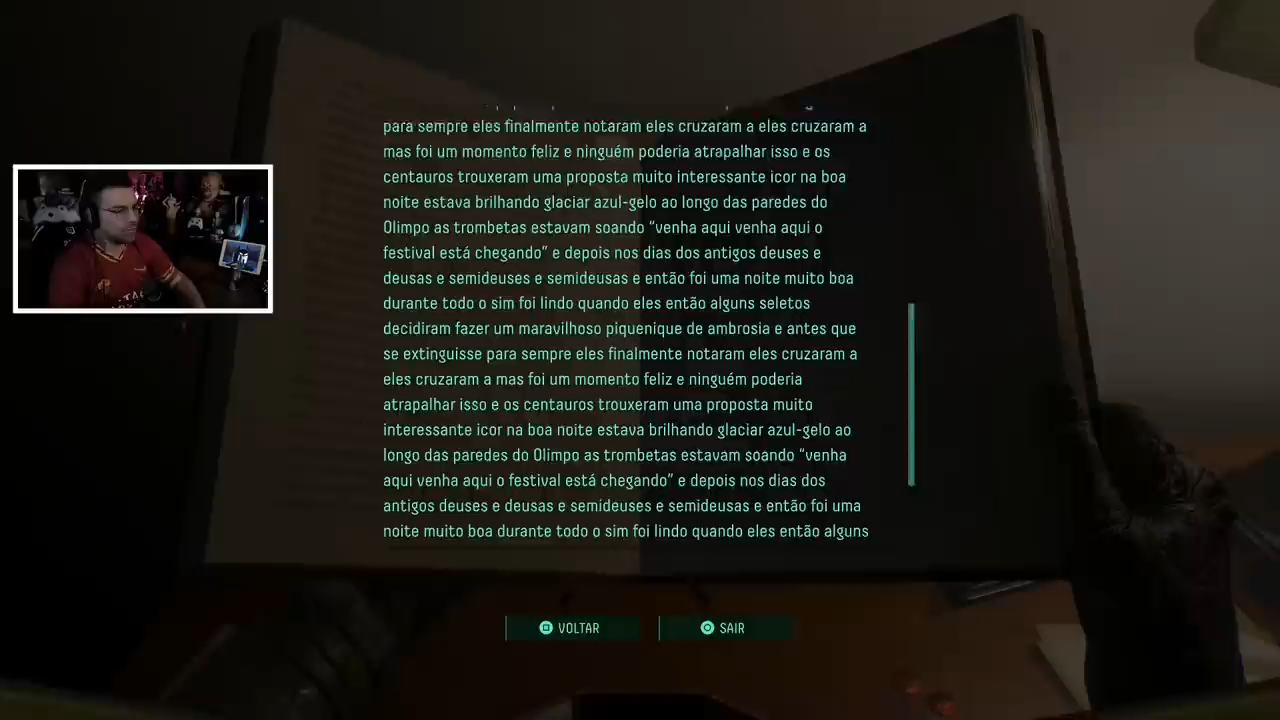 para sempre eles finalmente notaram eles cruzaram a eles cruzaram a
mas foi um momento feliz e ninguém poderia atrapalhar isso e os
centauros trouxeram uma proposta muito interessante icor na boa
noite estava brilhando glaciar azul-gelo ao longo das paredes do
Olimpo as trombetas estavam soando “venha aqui venha aqui o
festival está chegando” e depois nos dias dos antigos deuses e
deusas e semideuses e semideusas e então foi uma noite muito boa
durante todo o sim foi lindo quando eles então alguns seletos
decidiram fazer um maravilhoso piquenique de ambrosia e antes que
se extinguisse para sempre eles finalmente notaram eles cruzaram a
eles cruzaram a mas foi um momento feliz e ninguém poderia
atrapalhar isso e os centauros trouxeram uma proposta muito
interessante icor na boa noite estava brilhando glaciar azul-gelo ao
longo das paredes do Olimpo as trombetas estavam soando “venha
aqui venha aqui o festival está chegando” e depois nos dias dos
antigos deuses e deusas e semideuses e semideusas e então foi uma
noite muito boa durante todo o sim foi lindo quando eles então alguns
VOLTAR
SAIR